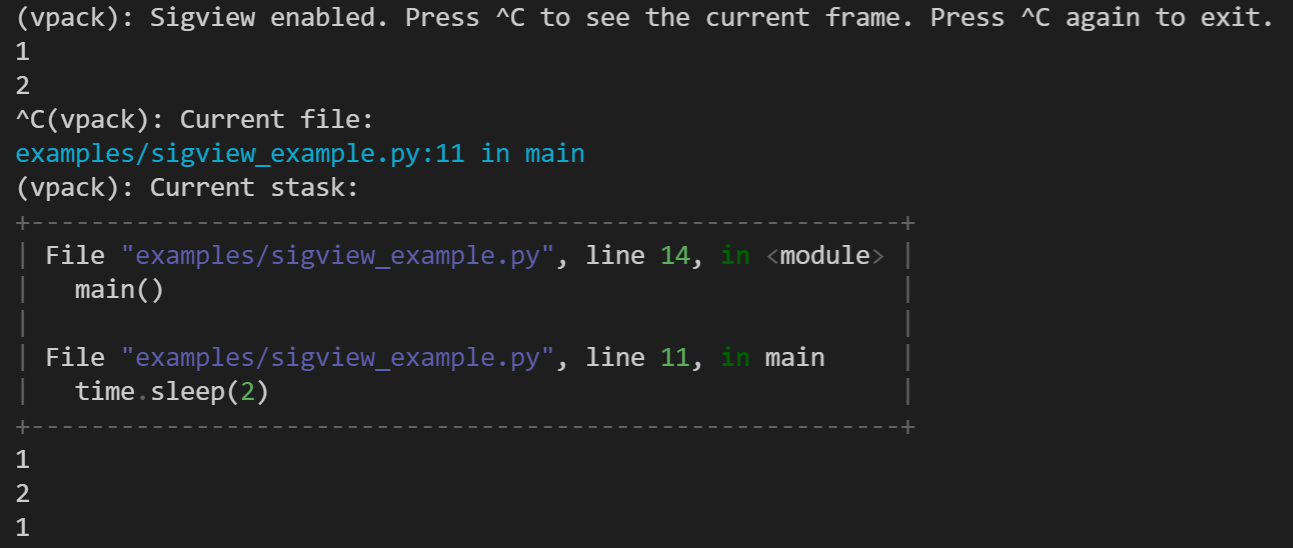 (vpack): Sigview enabled. Press ^C to see the current frame. Press ^C again to exit.
1
2
^C(vpack): Current file:
examples/sigview_example.py:11 in main
(vpack): Current stask:
+----------------------------------------------------------+
| File "examples/sigview_example.py", line 14, in <module> |
|   main()                                                 |
|                                                          |
| File "examples/sigview_example.py", line 11, in main     |
|   time.sleep(2)                                          |
+----------------------------------------------------------+
1
2
1